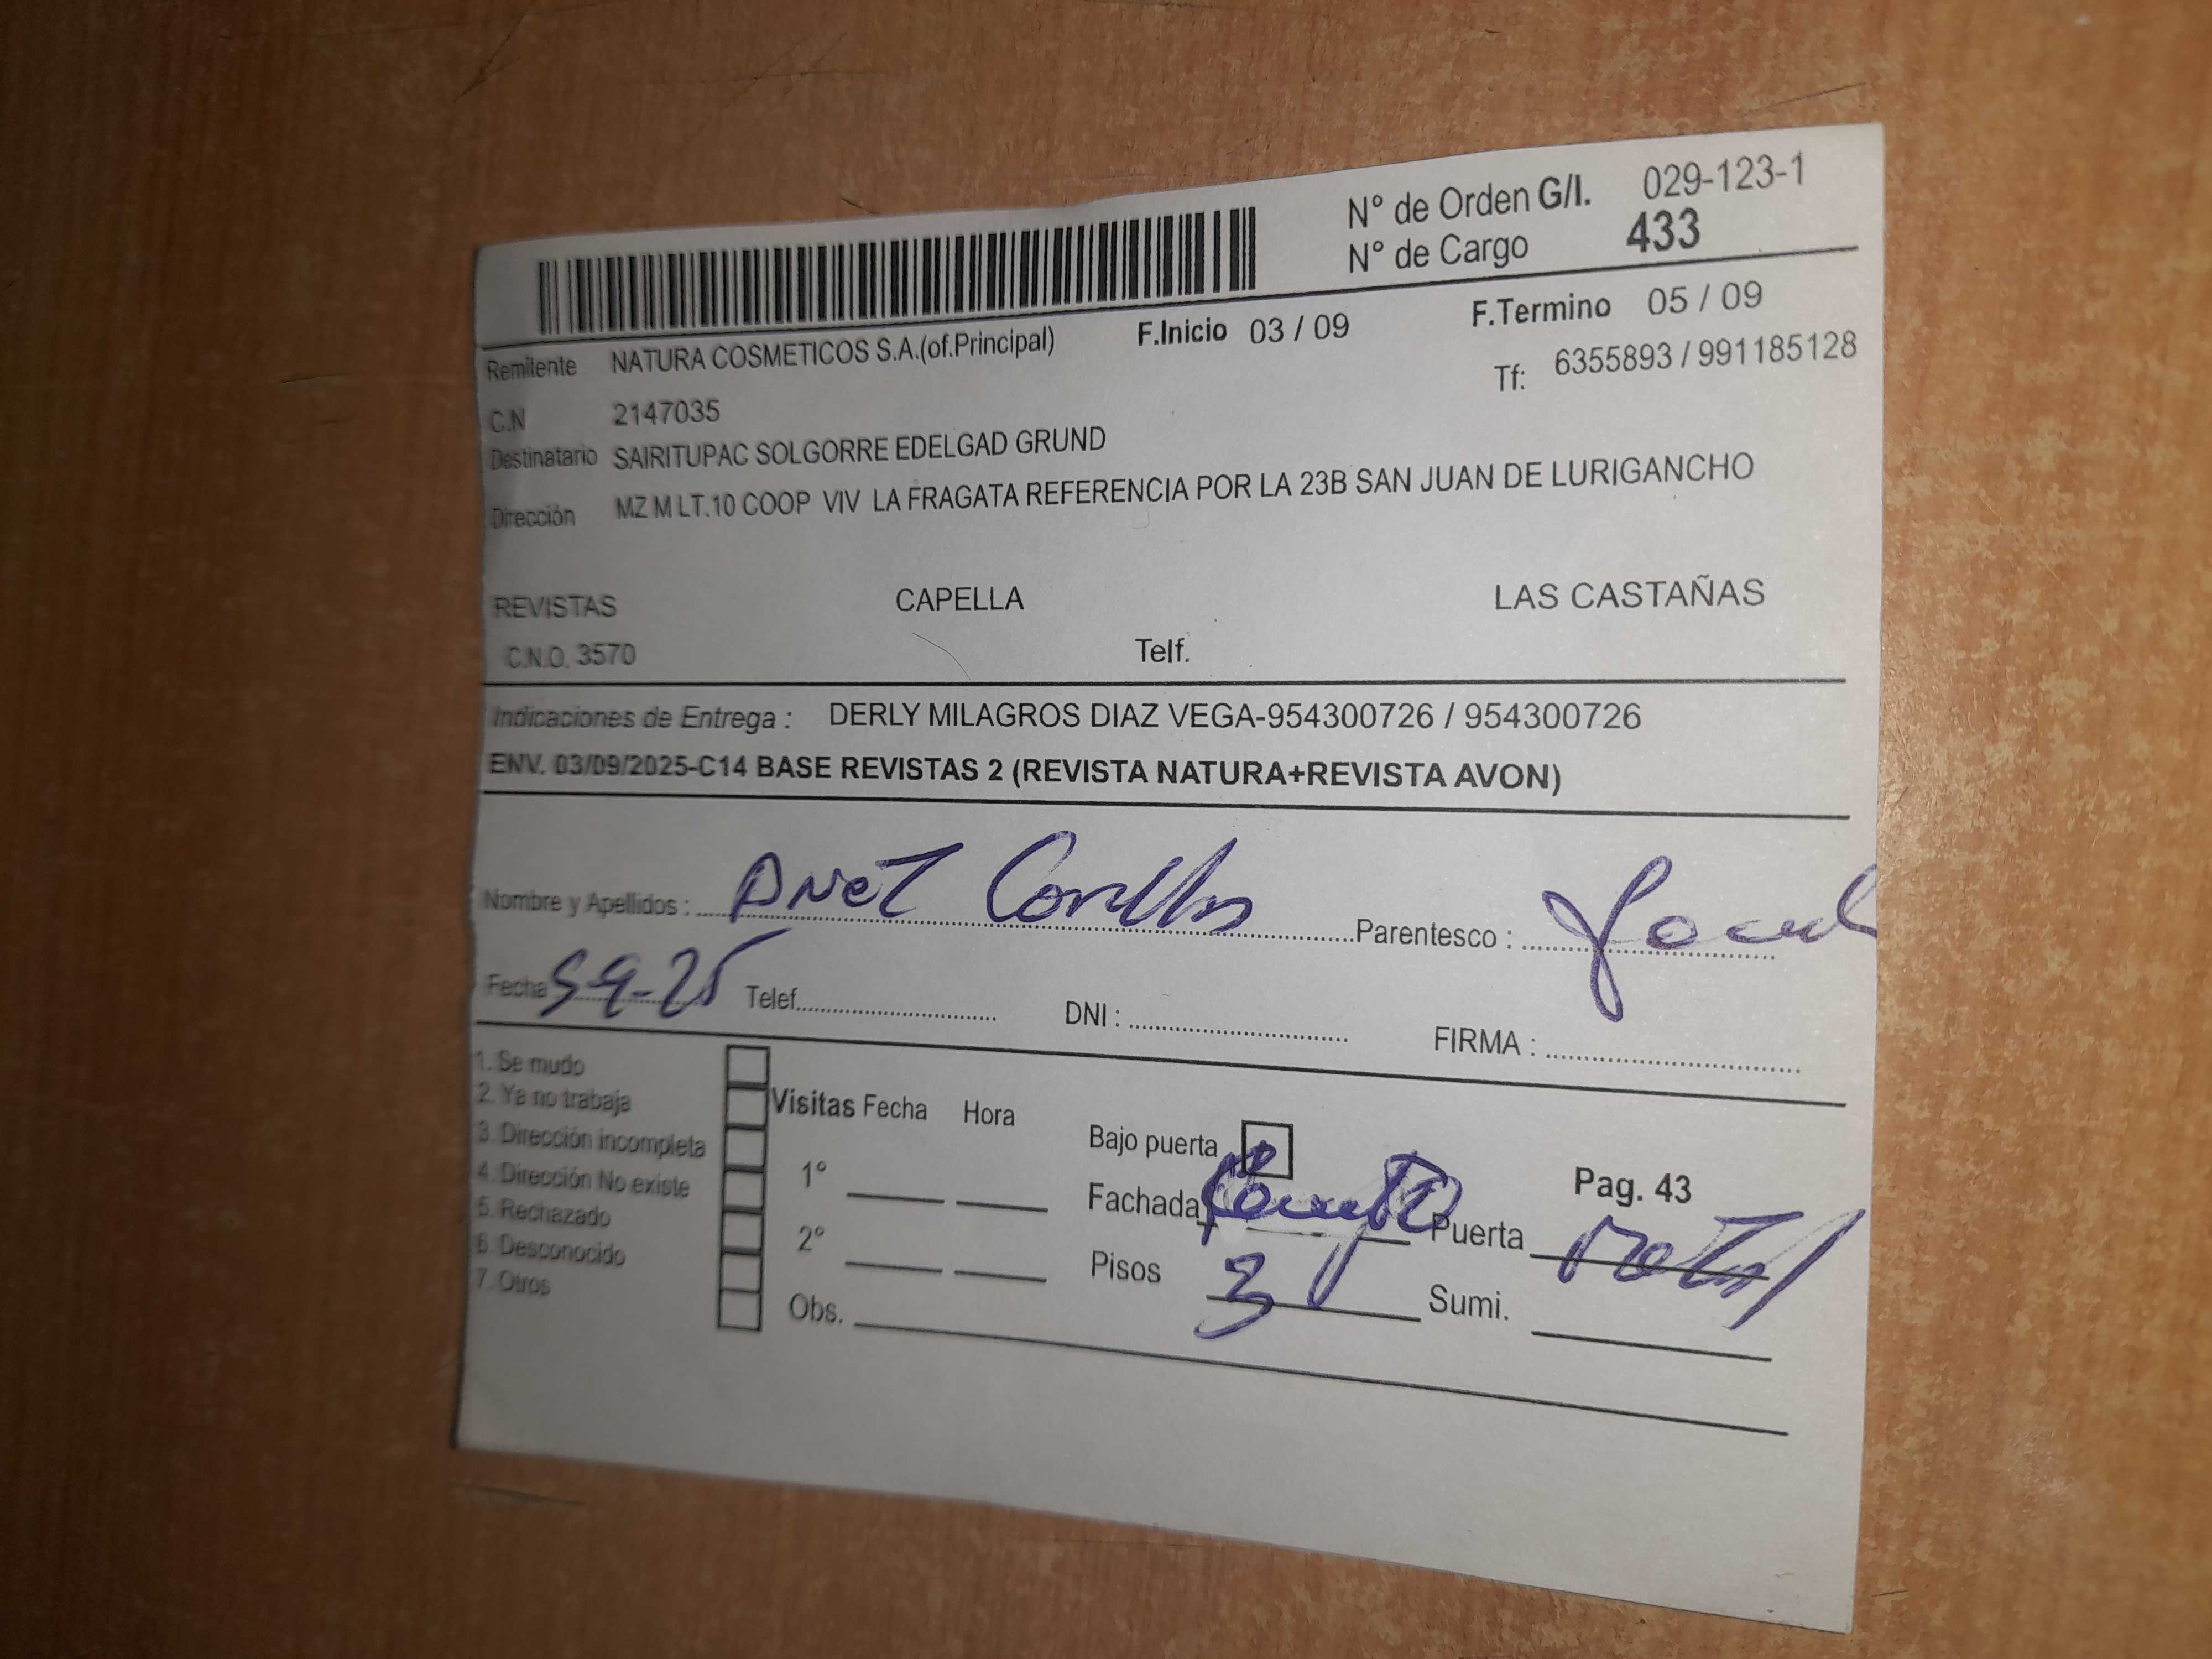 N° de Orden G/I. 029-123-1
N° de Cargo 433
F.Inicio 03 / 09 F.Termino 05 / 09
Remitente NATURA COSMETICOS S.A.(of.Principal) Tf: 6355893 / 991185128
C.N 2147035
Destinatario SAIRITUPAC SOLGORRE EDELGAD GRUND
Dirección MZ M LT.10 COOP VIV LA FRAGATA REFERENCIA POR LA 23B SAN JUAN DE LURIGANCHO
REVISTAS CAPELLA LAS CASTAÑAS
C.N.O. 3570 Telf.
Indicaciones de Entrega : DERLY MILAGROS DIAZ VEGA-954300726 / 954300726
ENV. 03/09/2025-C14 BASE REVISTAS 2 (REVISTA NATURA+REVISTA AVON)
Nombre y Apellidos : Parentesco :
Fecha 5-9-25 Telef. DNI : FIRMA :
1. Se mudo
2. Ya no trabaja
3. Dirección incompleta
4. Dirección No existe
5. Rechazado
6. Desconocido
7. Otros
Visitas Fecha Hora
1°
2°
Obs.
Bajo puerta
Fachada Puerta
Pisos 3 Sumi.
Pag. 43